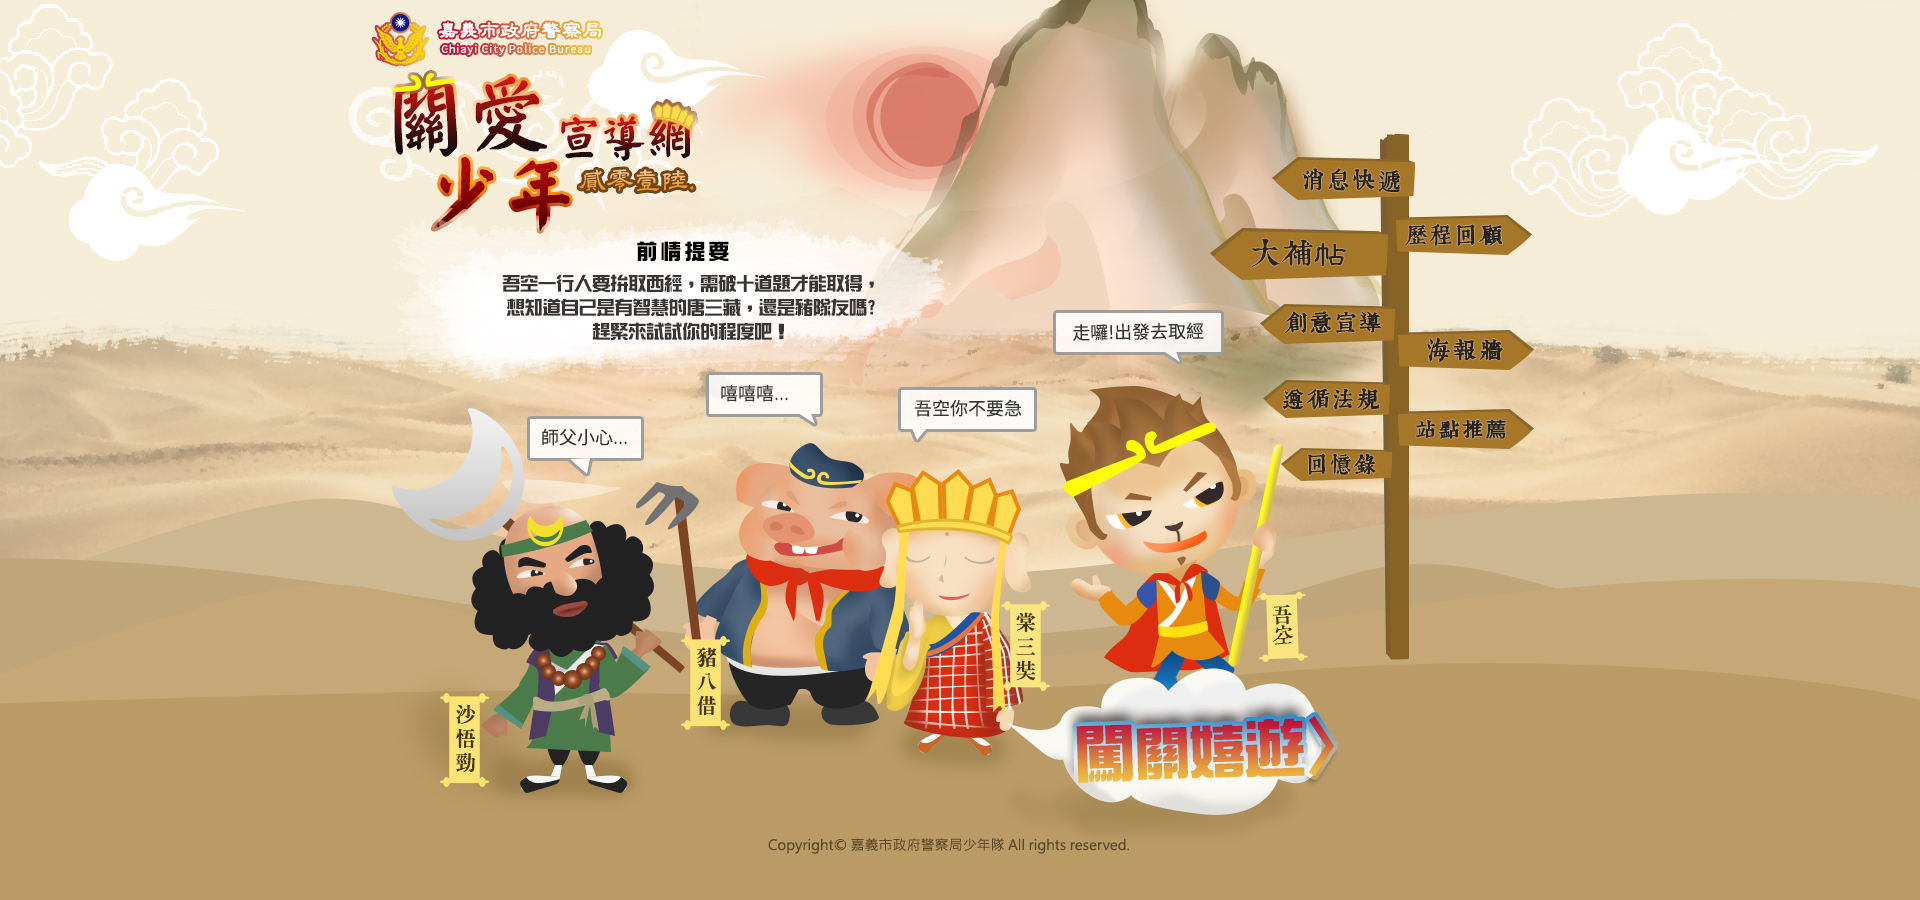 嘉義市政府警察局
Chiayi City Police Bureau
關愛宣導網
少年貳零壹陸.
前情提要
吾空一行人要拚取西經，需破十道題才能取得，
想知道自己是有智慧的唐三藏，還是豬隊友嗎?
趕緊來試試你的程度吧！
消息快遞
歷程回顧
大補帖
創意宣導
海報牆
遵循法規
站點推薦
回憶錄
走囉!出發去取經
嘻嘻嘻...
吾空你不要急
師父小心...
吾空
棠三奘
豬八借
沙悟勁
闖關嬉遊
Copyright© 嘉義市政府警察局少年隊 All rights reserved.